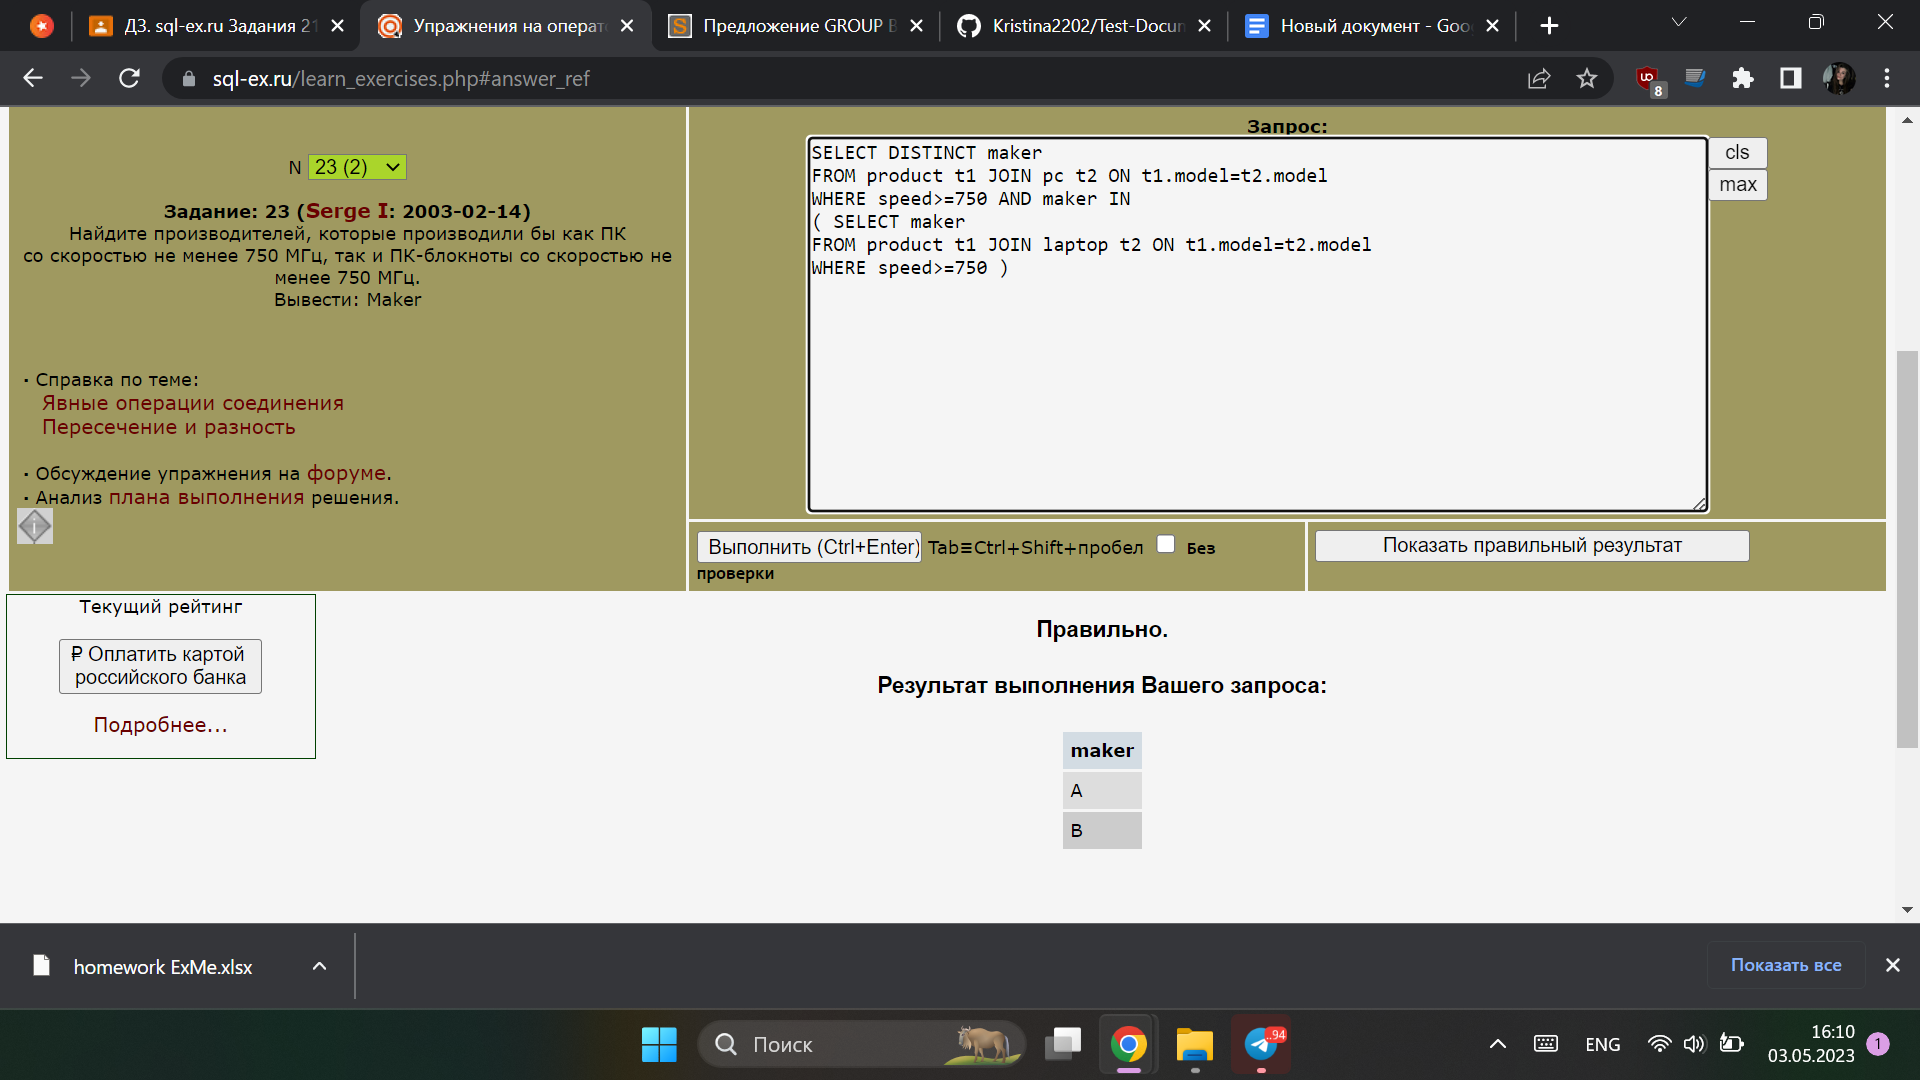 ДЗ. sql-ex.ru Задания 21
Упражнения на операт
Предложение GROUP B
Kristina2202/Test-Docun
Новый документ - Goo
sql-ex.ru/learn_exercises.php#answer_ref
8
N 23 (2)
Задание: 23 (Serge I: 2003-02-14)
Найдите производителей, которые производили бы как ПК
со скоростью не менее 750 МГц, так и ПК-блокноты со скоростью не
менее 750 МГц.
Вывести: Maker
· Справка по теме:
Явные операции соединения
Пересечение и разность
· Обсуждение упражнения на форуме.
· Анализ плана выполнения решения.
Запрос:
SELECT DISTINCT maker
FROM product t1 JOIN pc t2 ON t1.model=t2.model
WHERE speed>=750 AND maker IN
( SELECT maker
FROM product t1 JOIN laptop t2 ON t1.model=t2.model
WHERE speed>=750 )
cls
max
Выполнить (Ctrl+Enter) Tab≡Ctrl+Shift+пробел Без
проверки
Показать правильный результат
Текущий рейтинг
₽ Оплатить картой
российского банка
Подробнее...
Правильно.
Результат выполнения Вашего запроса:
maker
A
B
homework ExMe.xlsx
Показать все
Поиск
..94
ENG
16:10
03.05.2023
1